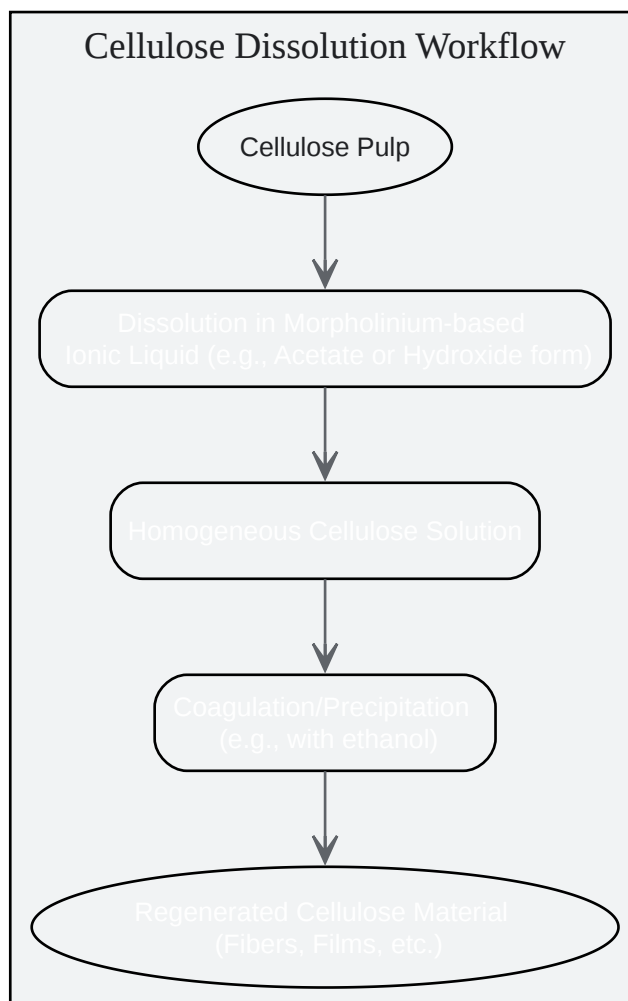 Cellulose Dissolution Workflow
Cellulose Pulp
Dissolution in Morpholinium-based
Ionic Liquid (e.g., Acetate or Hydroxide form)
Homogeneous Cellulose Solution
Coagulation/Precipitation
(e.g., with ethanol)
Regenerated Cellulose Material
(Fibers, Films, etc.)